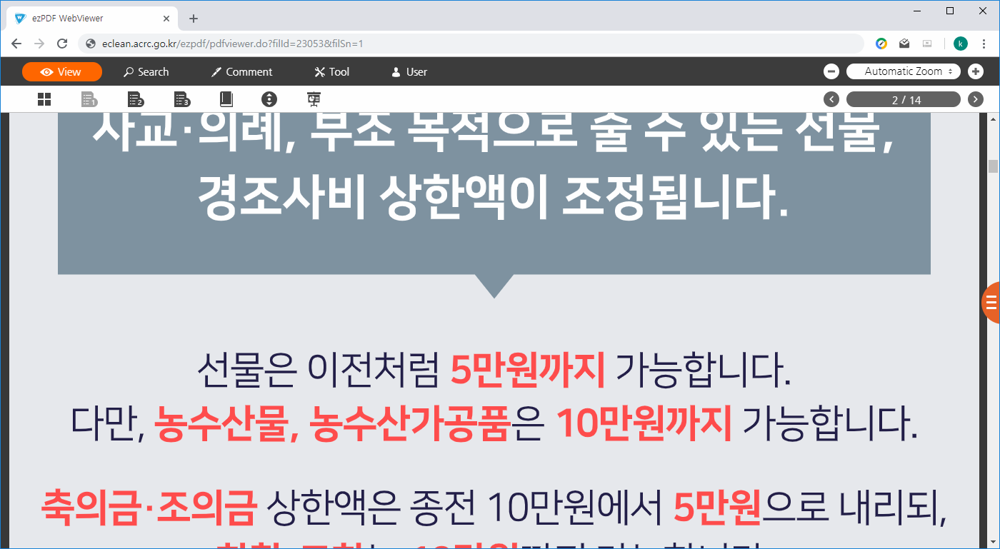 ezPDF WebViewer
eclean.acrc.go.kr/ezpdf/pdfviewer.do?filId=23053&filSn=1
k
View Search Comment Tool User Automatic Zoom
1 2 3 2 / 14
사교·의례, 부조 목적으로 줄 수 있는 선물,
경조사비 상한액이 조정됩니다.
선물은 이전처럼 5만원까지 가능합니다.
다만, 농수산물, 농수산가공품은 10만원까지 가능합니다.
축의금·조의금 상한액은 종전 10만원에서 5만원으로 내리되,